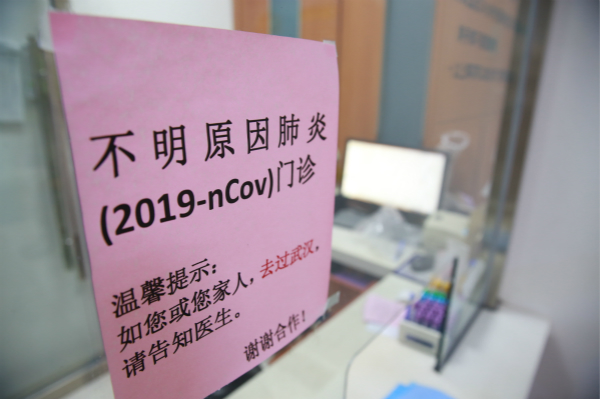 不明原因肺炎
(2019-nCov)门诊
温馨提示：
如您或您家人，去过武汉，
请告知医生。
谢谢合作！